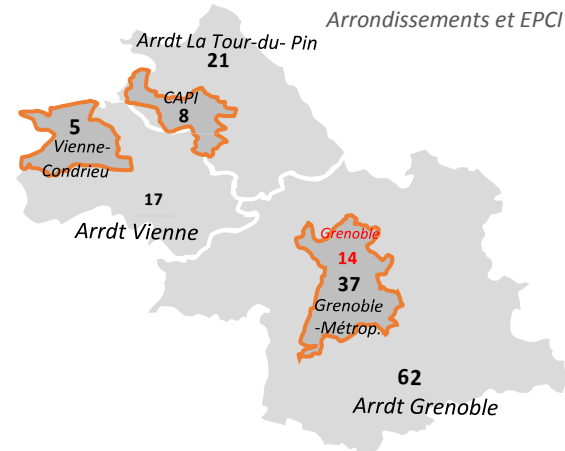 Arrondissements et EPCI
Arrdt La Tour-du- Pin
21
CAPI
8
5
Vienne-
Condrieu
17
Arrdt Vienne
Grenoble
14
37
Grenoble
-Métrop.
62
Arrdt Grenoble